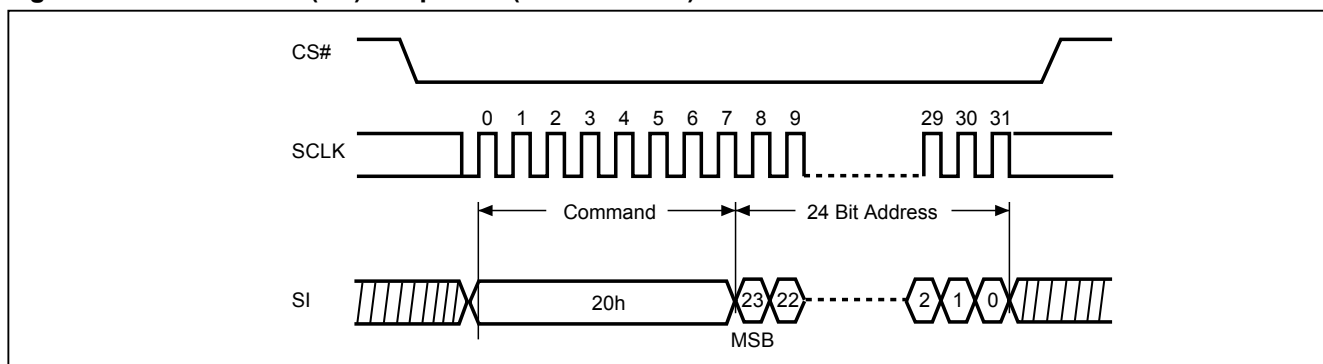 CS#
0 1 2 3 4 5 6 7 8 9 29 30 31
SCLK
Command 24 Bit Address
SI 20h 23 22 2 1 0
MSB